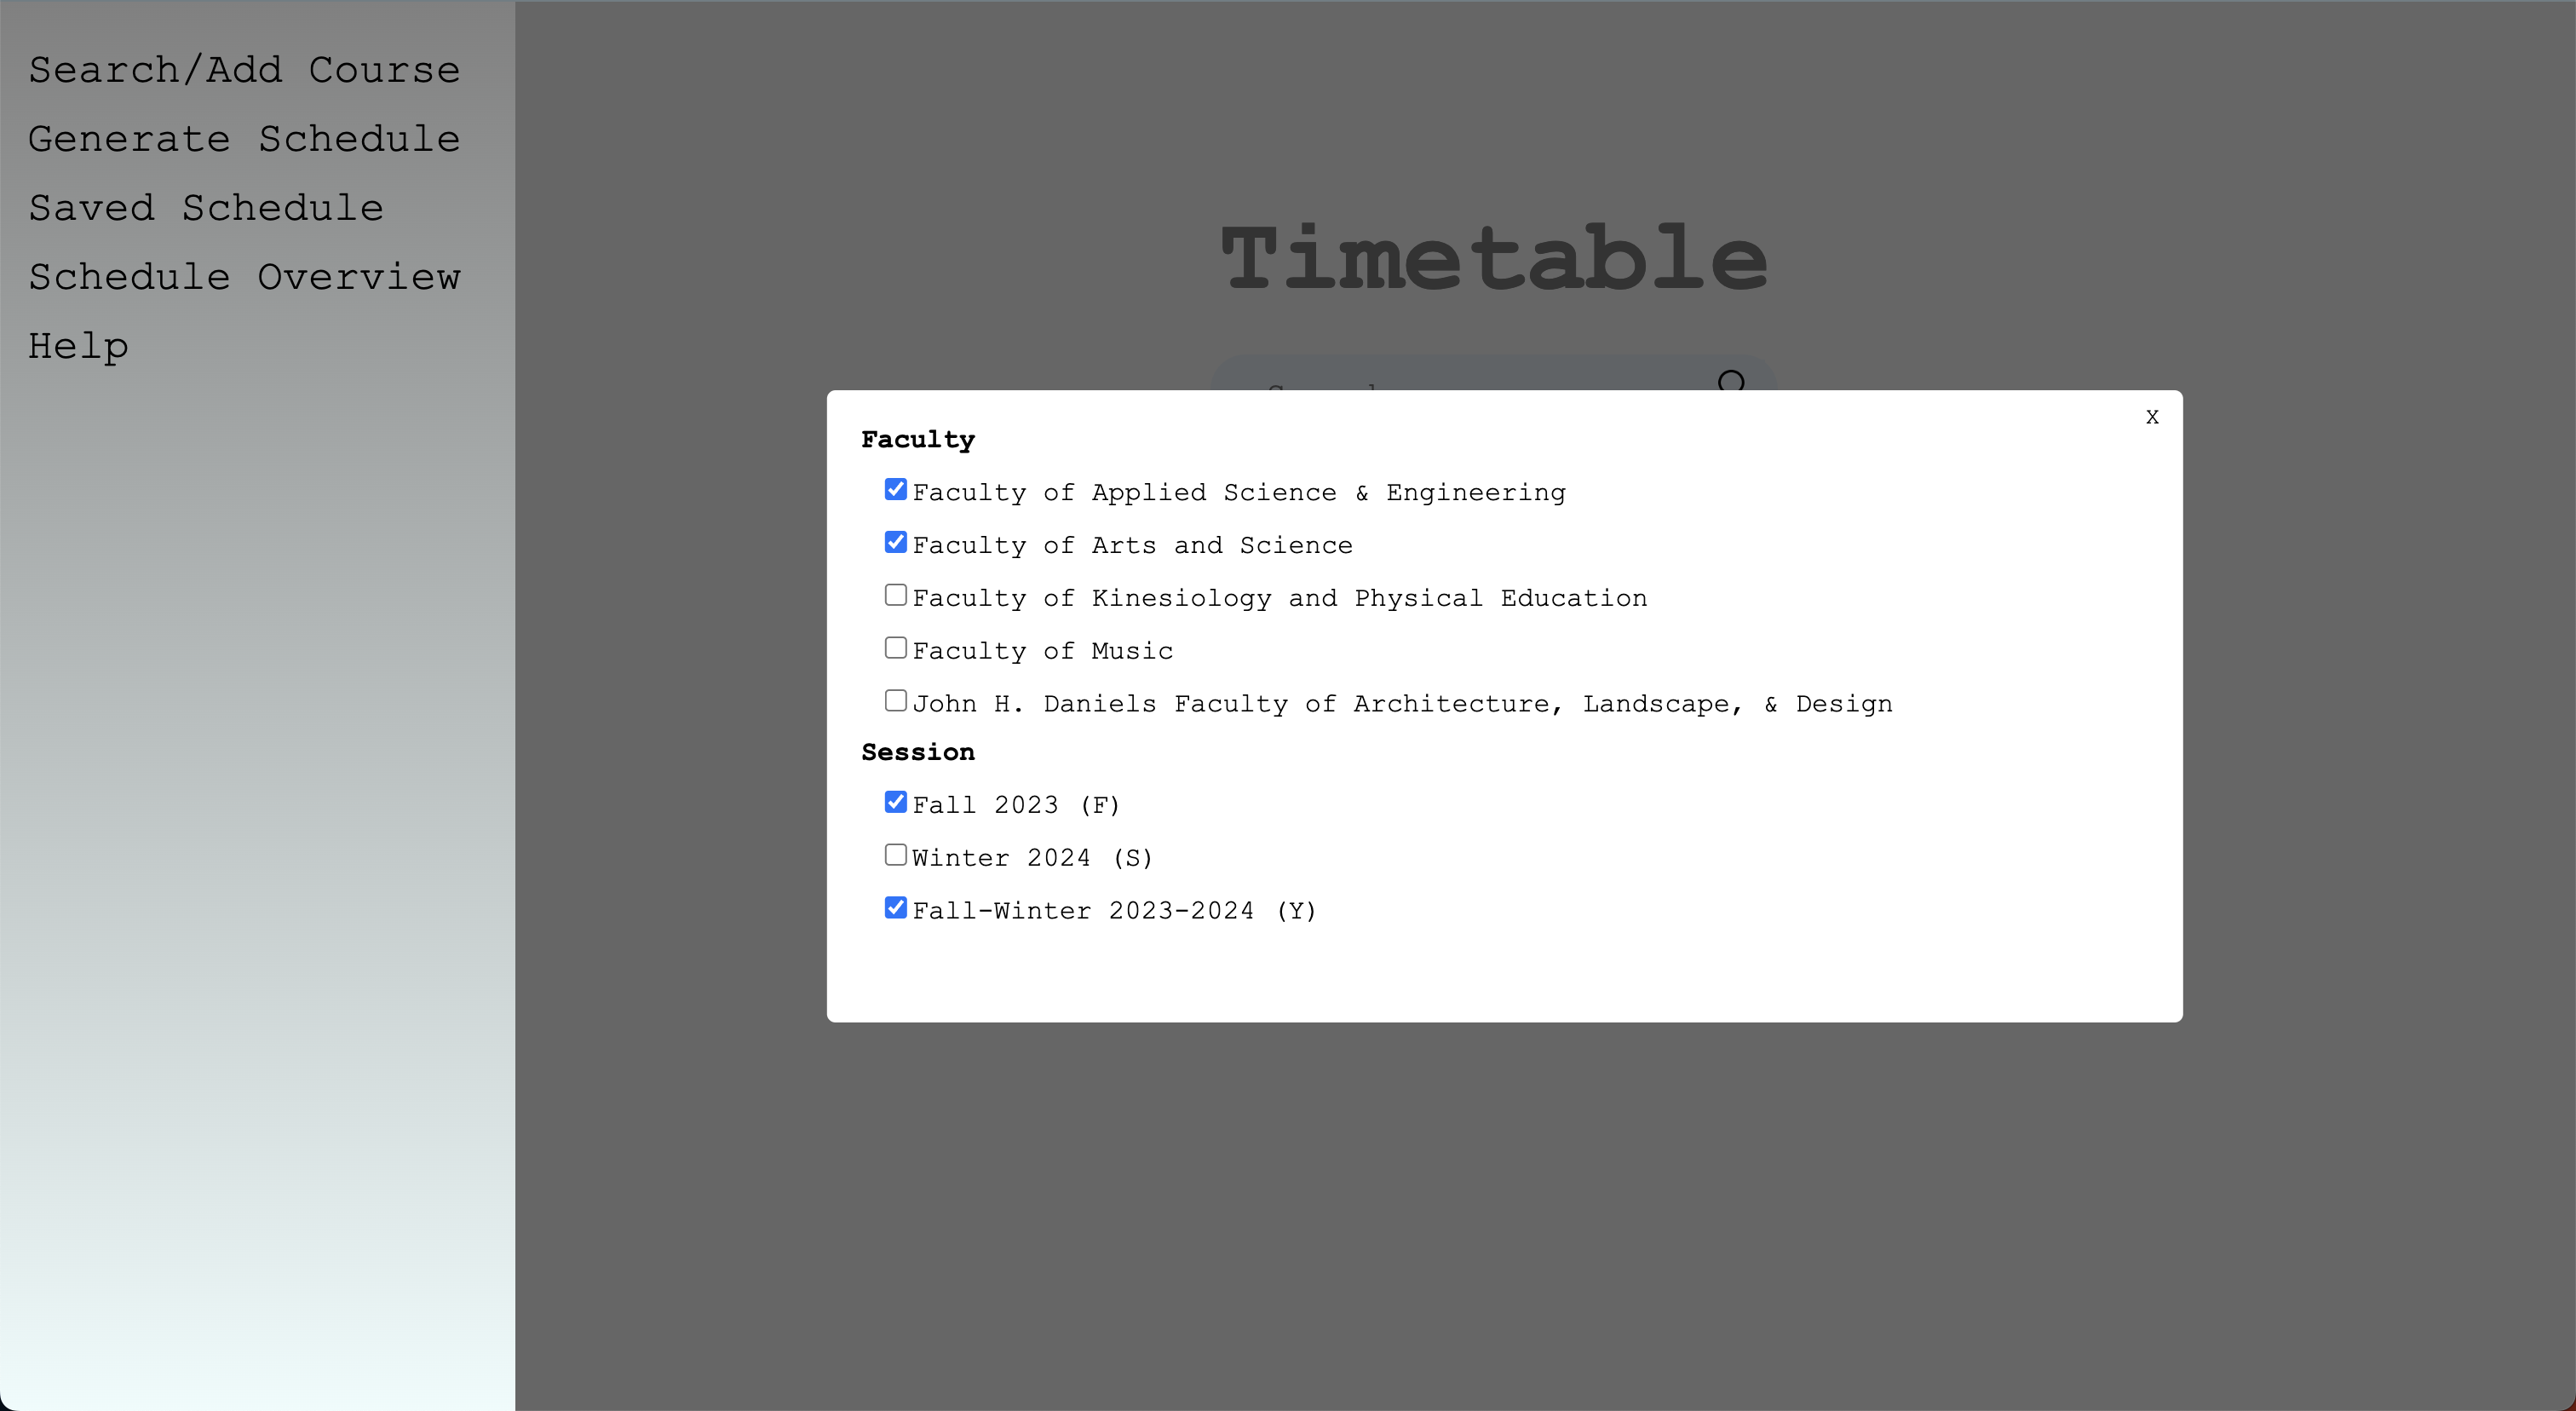 Search/Add Course
Generate Schedule
Saved Schedule
Schedule Overview
Help
Timetable
X
Faculty
Faculty of Applied Science & Engineering
Faculty of Arts and Science
Faculty of Kinesiology and Physical Education
Faculty of Music
John H. Daniels Faculty of Architecture, Landscape, & Design
Session
Fall 2023 (F)
Winter 2024 (S)
Fall-Winter 2023-2024 (Y)